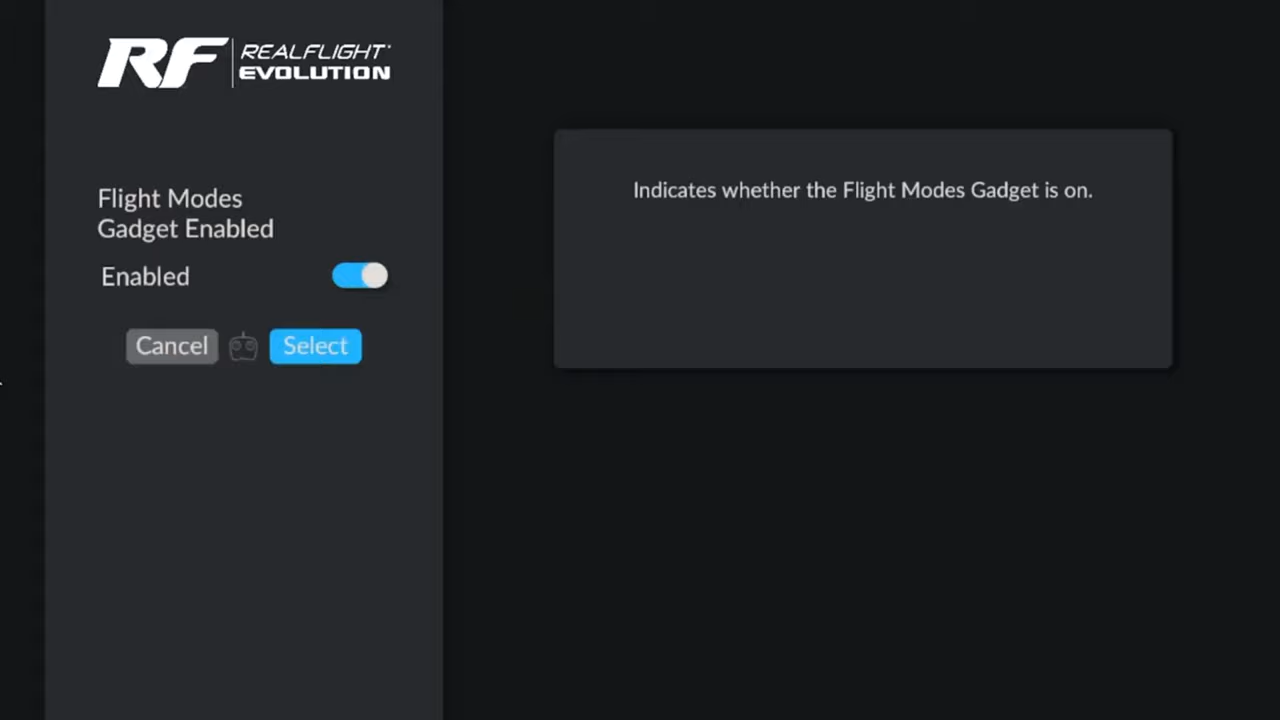 RF REALFLIGHT
EVOLUTION
Flight Modes
Gadget Enabled
Enabled
Cancel Select
Indicates whether the Flight Modes Gadget is on.